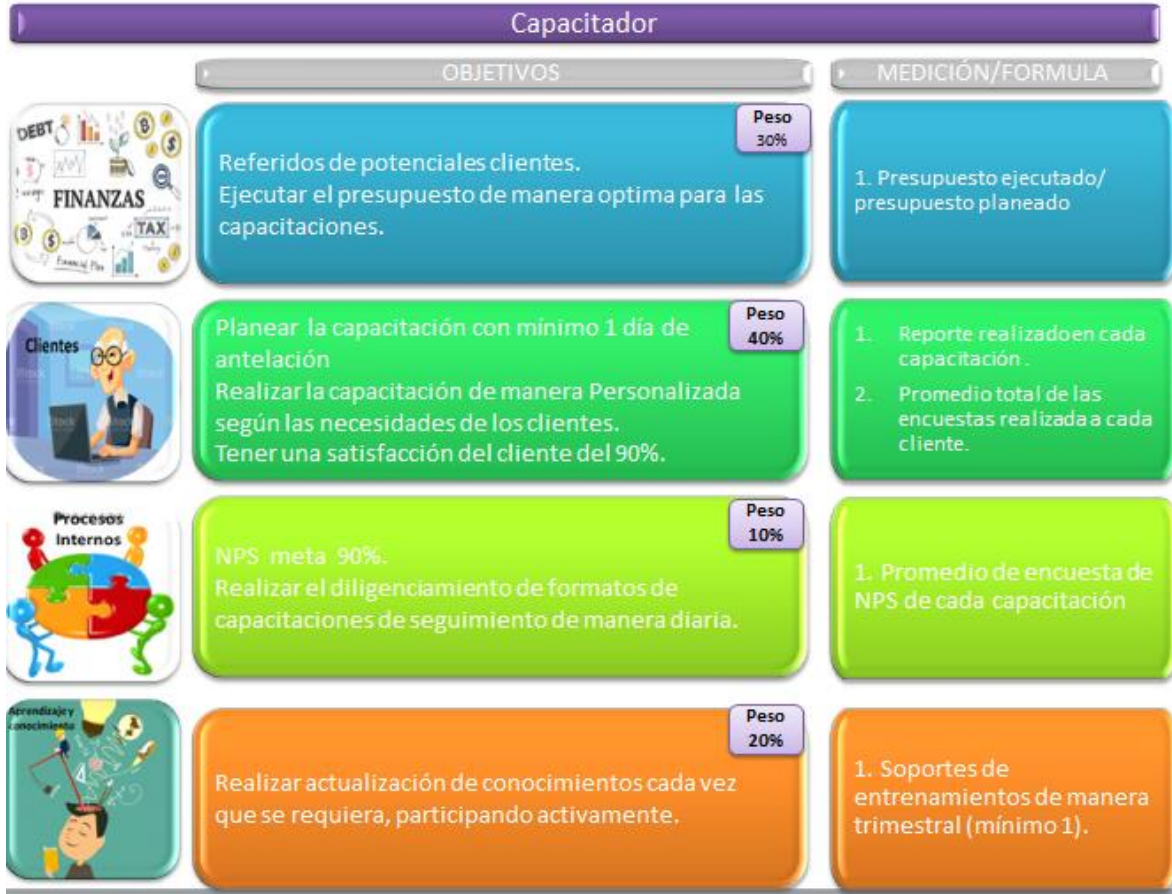 Capacitador
OBJETIVOS
MEDICIÓN/FORMULA
DEBT
FINANZAS
TAX
Financial Plan
Peso
30%
Referidos de potenciales clientes.
Ejecutar el presupuesto de manera optima para las
capacitaciones.
1. Presupuesto ejecutado/
presupuesto planeado
Clientes
Peso
40%
Planear la capacitación con mínimo 1 día de
antelación
Realizar la capacitación de manera Personalizada
según las necesidades de los clientes.
Tener una satisfacción del cliente del 90%.
1. Reporte realizado en cada
capacitación .
2. Promedio total de las
encuestas realizada a cada
cliente.
Procesos
Internos
Peso
10%
NPS meta 90%.
Realizar el diligenciamiento de formatos de
capacitaciones de seguimiento de manera diaria.
1. Promedio de encuesta de
NPS de cada capacitación
Aprendizaje y
conocimiento
Peso
20%
Realizar actualización de conocimientos cada vez
que se requiera, participando activamente.
1. Soportes de
entrenamientos de manera
trimestral (mínimo 1).